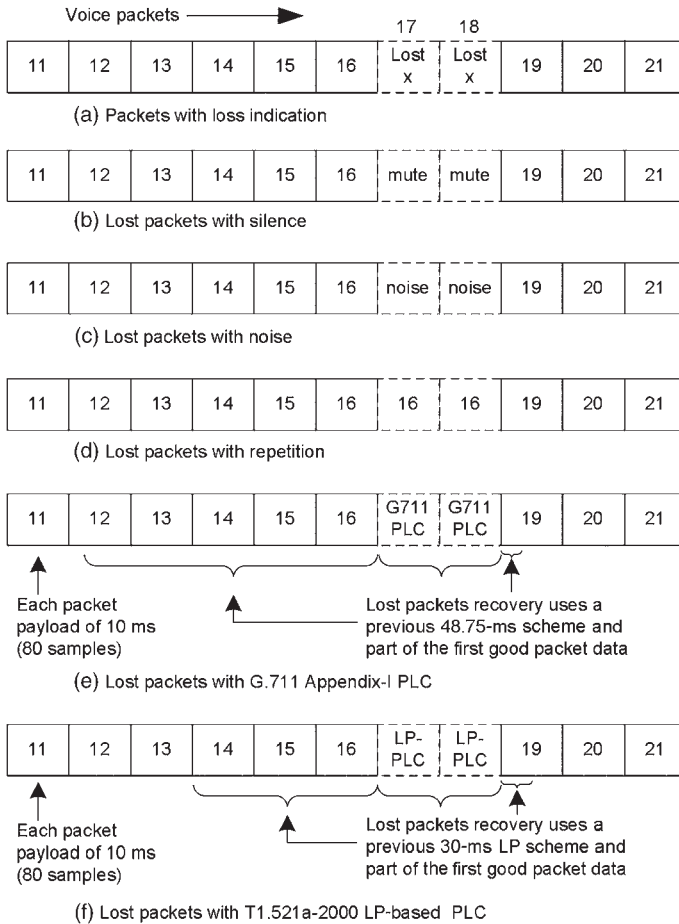 Voice packets
17 18
11 12 13 14 15 16 Lost x Lost x 19 20 21
(a) Packets with loss indication
11 12 13 14 15 16 mute mute 19 20 21
(b) Lost packets with silence
11 12 13 14 15 16 noise noise 19 20 21
(c) Lost packets with noise
11 12 13 14 15 16 16 16 19 20 21
(d) Lost packets with repetition
11 12 13 14 15 16 G711 PLC G711 PLC 19 20 21
Each packet
payload of 10 ms
(80 samples)
Lost packets recovery uses a
previous 48.75-ms scheme and
part of the first good packet data
(e) Lost packets with G.711 Appendix-I PLC
11 12 13 14 15 16 LP-PLC LP-PLC 19 20 21
Each packet
payload of 10 ms
(80 samples)
Lost packets recovery uses a
previous 30-ms LP scheme and
part of the first good packet data
(f) Lost packets with T1.521a-2000 LP-based PLC